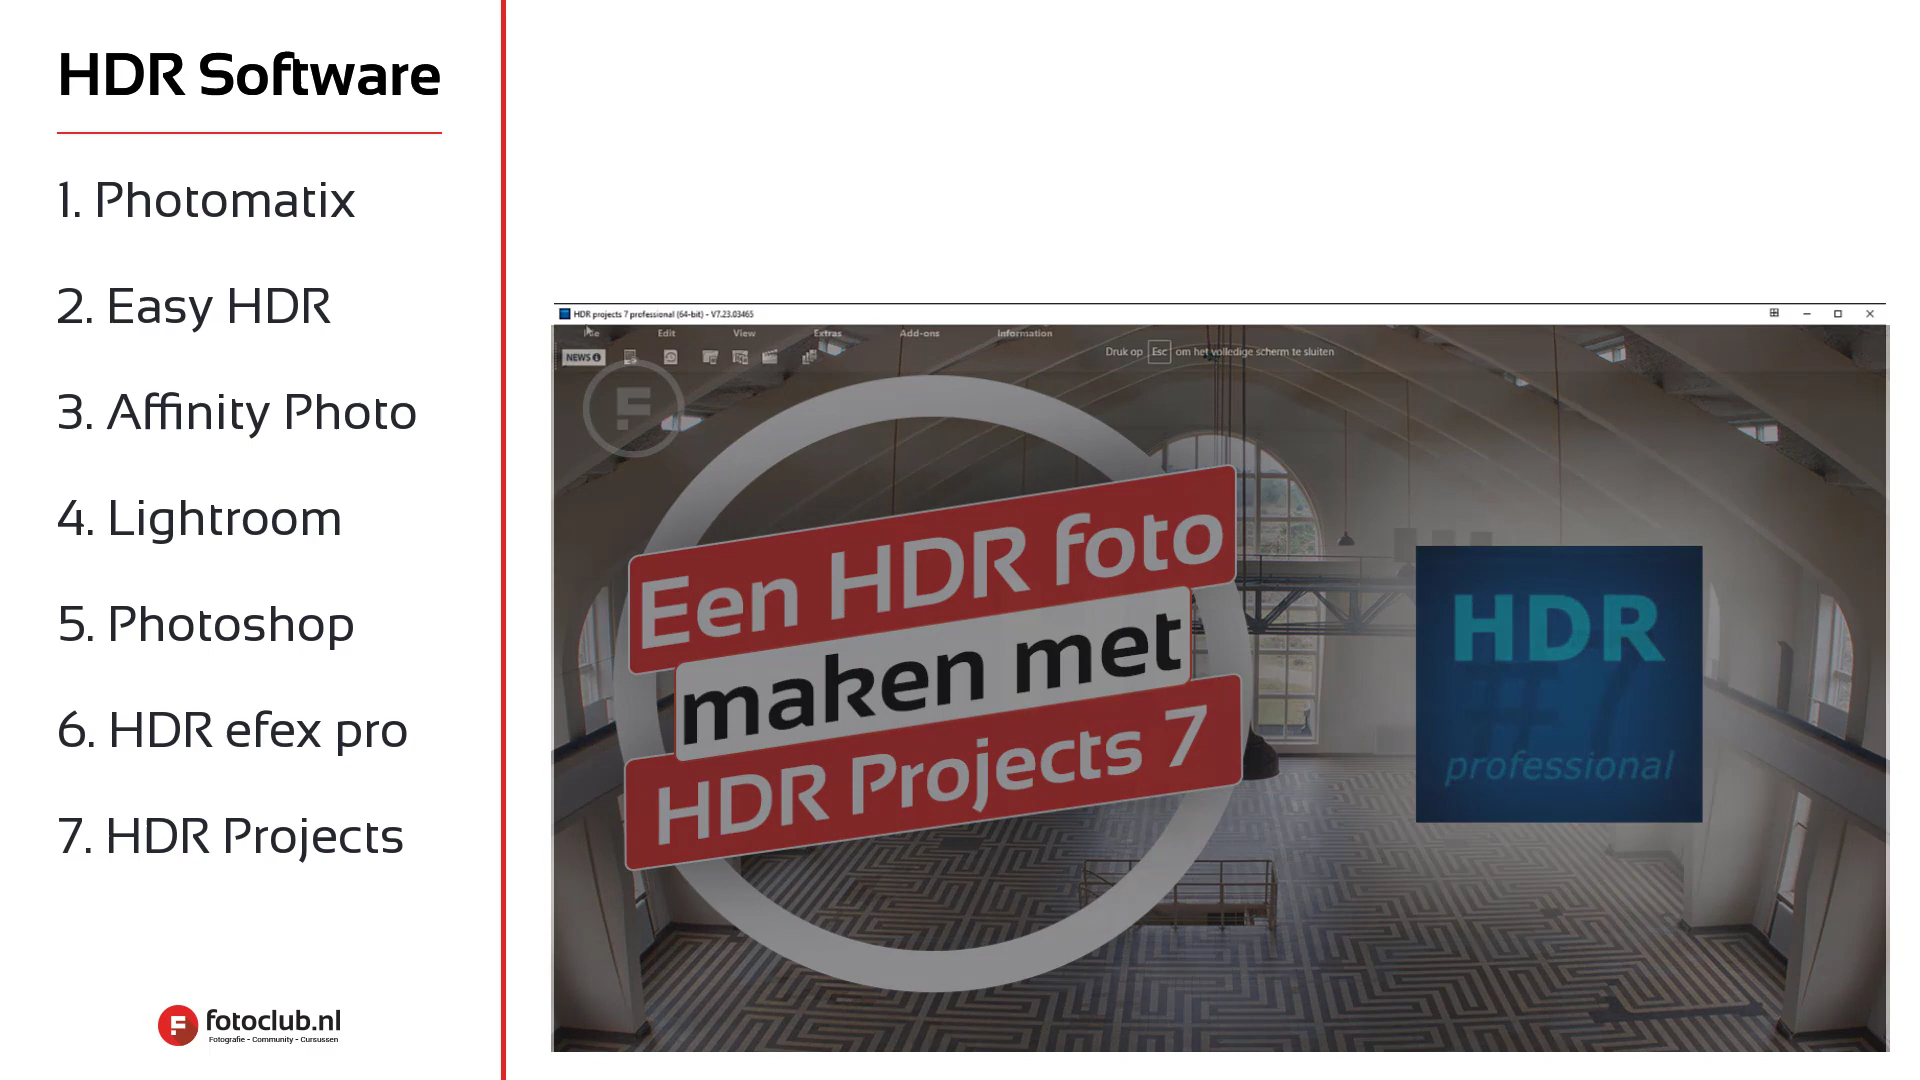 HDR Software
1. Photomatix
2. Easy HDR
3. Affinity Photo
4. Lightroom
5. Photoshop
6. HDR efex pro
7. HDR Projects
fotoclub.nl
Fotografie - Community - Cursussen
HDR projects 7 professional (64-bit) - V7.23.03465
File Edit View Extras Add-ons Information
NEWS
Druk op Esc om het volledige scherm te sluiten
Een HDR foto
maken met
HDR Projects 7
HDR
#7
professional